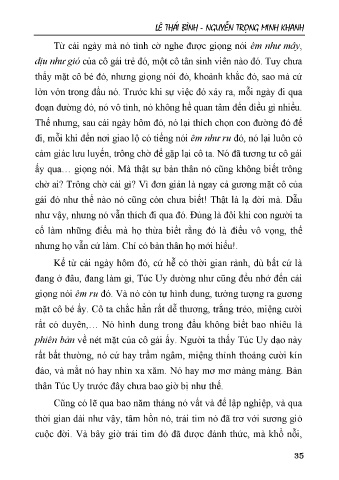 LÊ THÁI BÌNH - NGUYỄN TRỌNG MINH KHANH
Từ cái ngày mà nó tình cờ nghe được giọng nói êm như mây,
dịu như gió của cô gái trẻ đó, một cô tân sinh viên nào đó. Tuy chưa
thấy mặt cô bé đó, nhưng giọng nói đó, khoảnh khắc đó, sao mà cứ
lởn vởn trong đầu nó. Trước khi sự việc đó xảy ra, mỗi ngày đi qua
đoạn đường đó, nó vô tình, nó không hề quan tâm đến điều gì nhiều.
Thế nhưng, sau cái ngày hôm đó, nó lại thích chọn con đường đó để
đi, mỗi khi đến nơi giao lộ có tiếng nói êm như ru đó, nó lại luôn có
cảm giác lưu luyến, trông chờ để gặp lại cô ta. Nó đã tương tư cô gái
ấy qua… giọng nói. Mà thật sự bản thân nó cũng không biết trông
chờ ai? Trông chờ cái gì? Vì đơn giản là ngay cả gương mặt cô của
gái đó như thế nào nó cũng còn chưa biết! Thật là lạ đời mà. Dẫu
như vậy, nhưng nó vẫn thích đi qua đó. Đúng là đôi khi con người ta
cố làm những điều mà họ thừa biết rằng đó là điều vô vọng, thế
nhưng họ vẫn cứ làm. Chỉ có bản thân họ mới hiểu!.
Kể từ cái ngày hôm đó, cứ hễ có thời gian rảnh, dù bất cứ là
đang ở đâu, đang làm gì, Túc Uy dường như cũng đều nhớ đến cái
giọng nói êm ru đó. Và nó còn tự hình dung, tưởng tượng ra gương
mặt cô bé ấy. Cô ta chắc hẳn rất dễ thương, trắng trẻo, miệng cười
rất có duyên,… Nó hình dung trong đầu không biết bao nhiêu là
phiên bản về nét mặt của cô gái ấy. Người ta thấy Túc Uy dạo này
rất bất thường, nó cứ hay trầm ngâm, miệng thỉnh thoảng cười kín
đáo, và mắt nó hay nhìn xa xăm. Nó hay mơ mơ màng màng. Bản
thân Túc Uy trước đây chưa bao giờ bị như thế.
Cũng có lẽ qua bao năm tháng nó vất vả để lập nghiệp, và qua
thời gian dài như vậy, tâm hồn nó, trái tim nó đã trơ với sương gió
cuộc đời. Và bây giờ trái tim đó đã được đánh thức, mà khổ nỗi,
35